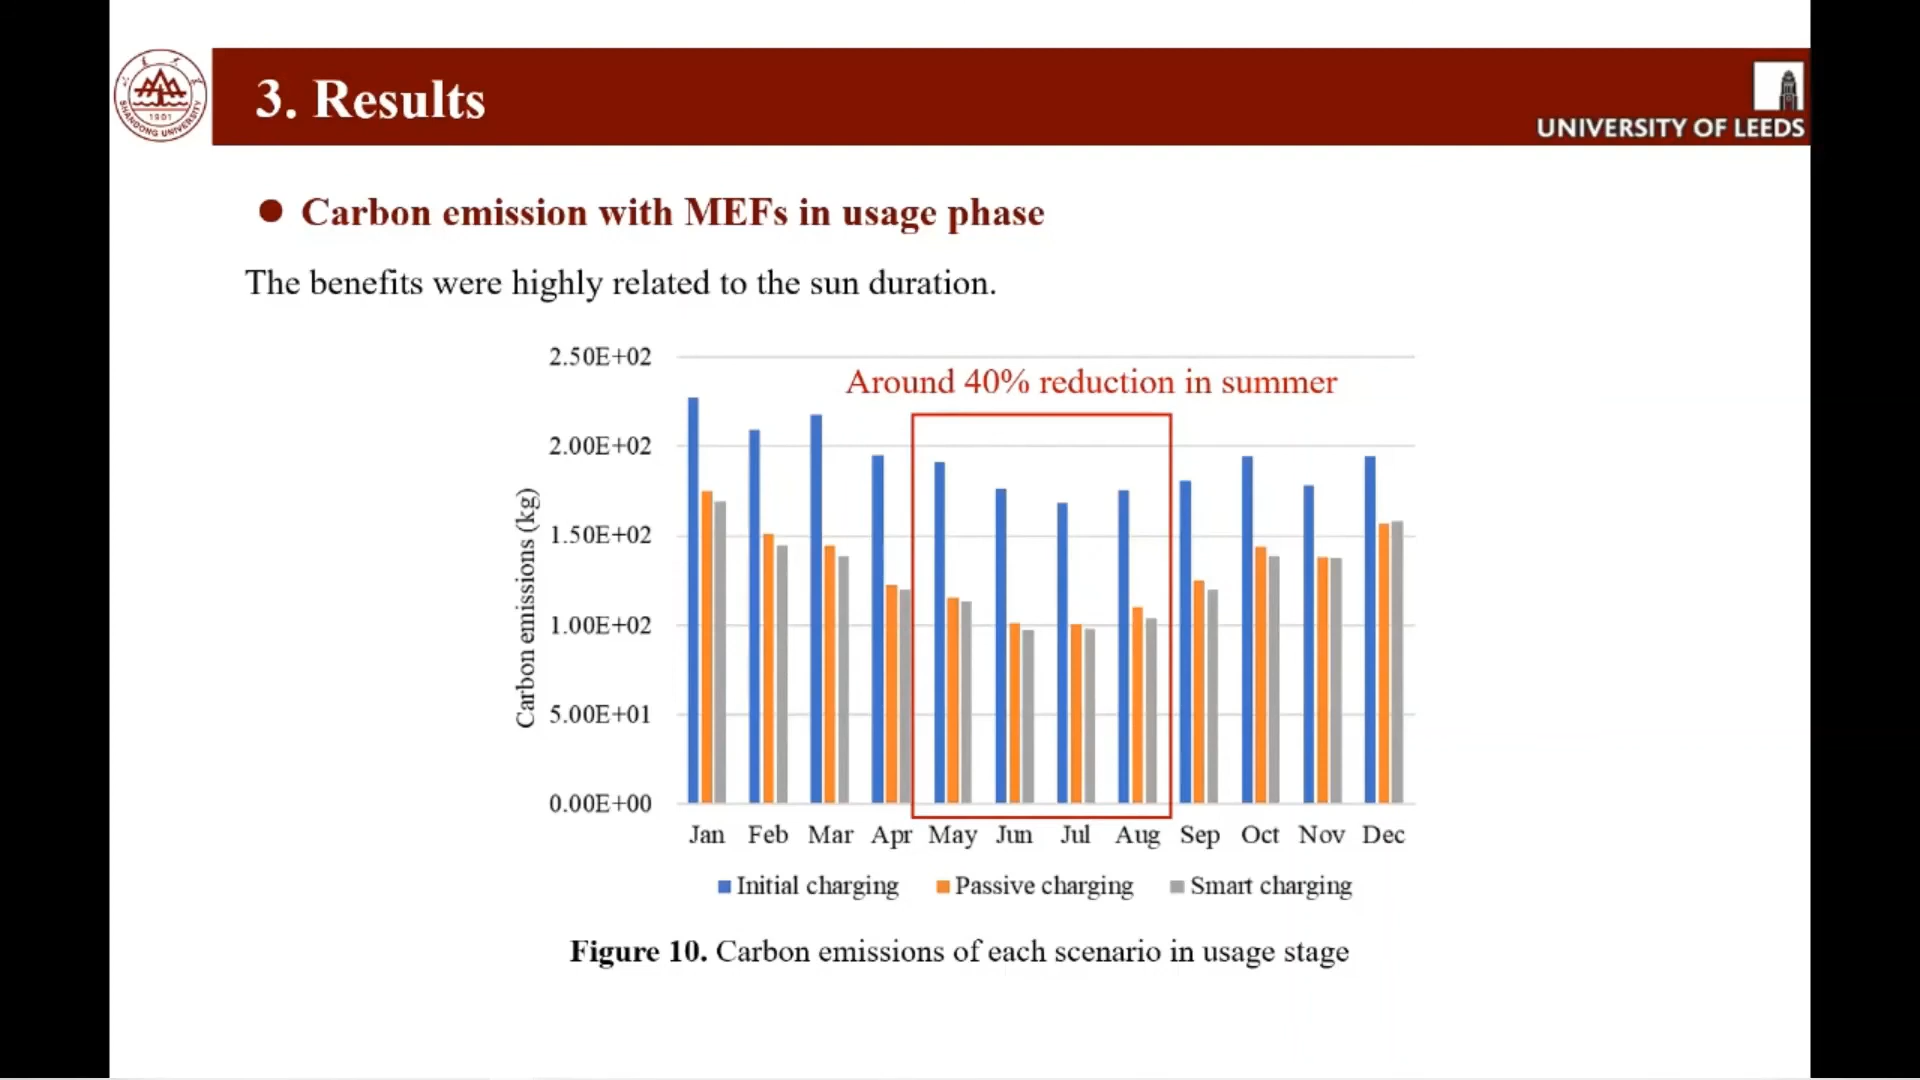 3. Results
SHANDONG UNIVERSITY
1901
UNIVERSITY OF LEEDS
● Carbon emission with MEFs in usage phase
The benefits were highly related to the sun duration.
Around 40% reduction in summer
Carbon emissions (kg)
2.50E+02
2.00E+02
1.50E+02
1.00E+02
5.00E+01
0.00E+00
Jan Feb Mar Apr May Jun Jul Aug Sep Oct Nov Dec
Initial charging Passive charging Smart charging
Figure 10. Carbon emissions of each scenario in usage stage